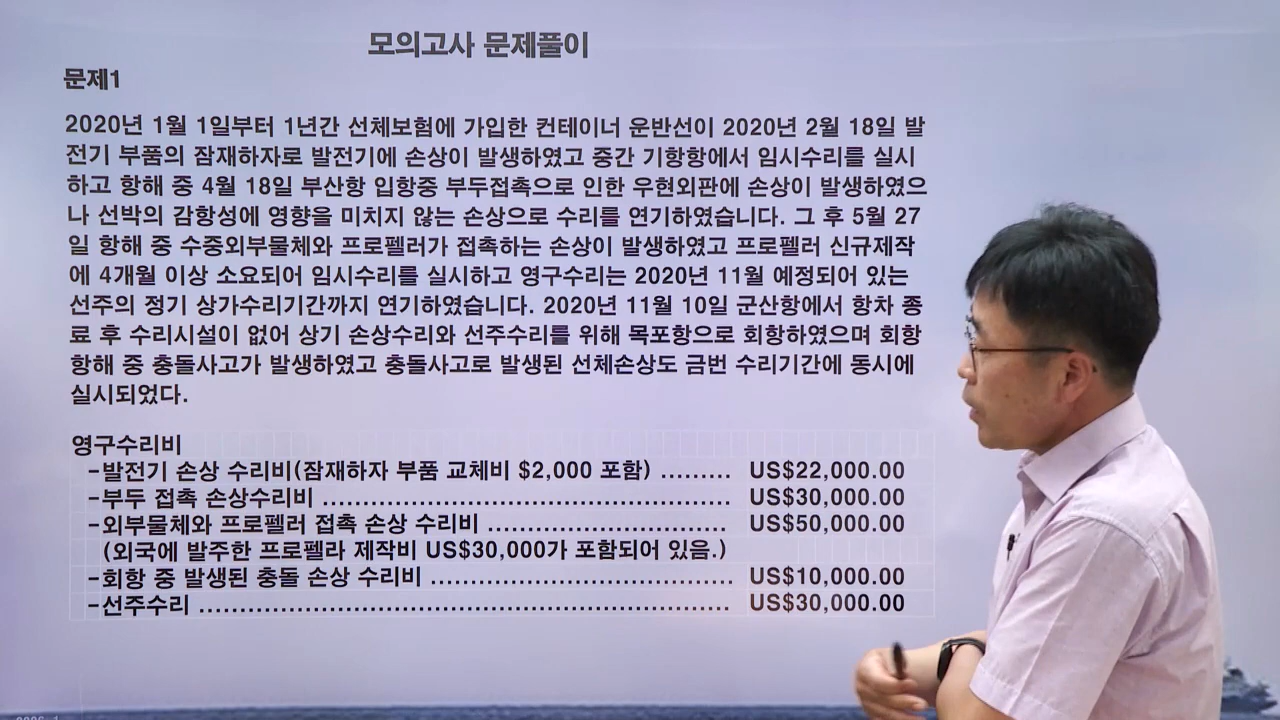 모의고사 문제풀이
문제1
2020년 1월 1일부터 1년간 선체보험에 가입한 컨테이너 운반선이 2020년 2월 18일 발
전기 부품의 잠재하자로 발전기에 손상이 발생하였고 중간 기항항에서 임시수리를 실시
하고 항해 중 4월 18일 부산항 입항중 부두접촉으로 인한 우현외판에 손상이 발생하였으
나 선박의 감항성에 영향을 미치지 않는 손상으로 수리를 연기하였습니다. 그 후 5월 27
일 항해 중 수중외부물체와 프로펠러가 접촉하는 손상이 발생하였고 프로펠러 신규제작
에 4개월 이상 소요되어 임시수리를 실시하고 영구수리는 2020년 11월 예정되어 있는
선주의 정기 상가수리기간까지 연기하였습니다. 2020년 11월 10일 군산항에서 항차 종
료 후 수리시설이 없어 상기 손상수리와 선주수리를 위해 목포항으로 회항하였으며 회항
항해 중 충돌사고가 발생하였고 충돌사고로 발생된 선체손상도 금번 수리기간에 동시에
실시되었다.
영구수리비
-발전기 손상 수리비(잠재하자 부품 교체비 $2,000 포함) ......... US$22,000.00
-부두 접촉 손상수리비 .................................................. US$30,000.00
-외부물체와 프로펠러 접촉 손상 수리비 ............................. US$50,000.00
(외국에 발주한 프로펠라 제작비 US$30,000가 포함되어 있음.)
-회항 중 발생된 충돌 손상 수리비 ..................................... US$10,000.00
-선주수리 ................................................................. US$30,000.00